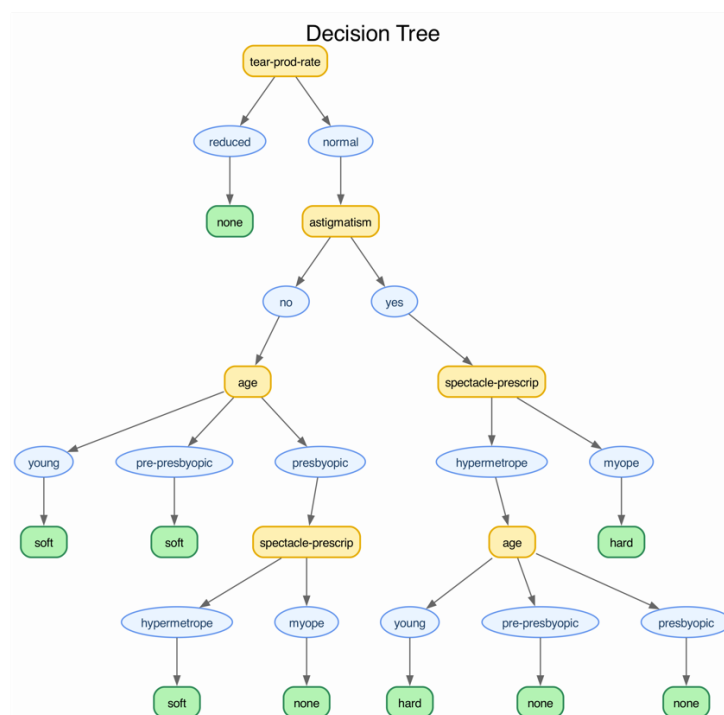 Decision Tree
tear-prod-rate
reduced
normal
none
astigmatism
no
yes
age
spectacle-prescrip
young
pre-presbyopic
presbyopic
hypermetrope
myope
soft
soft
spectacle-prescrip
age
hard
hypermetrope
myope
young
pre-presbyopic
presbyopic
soft
none
hard
none
none